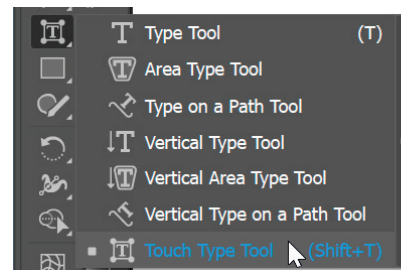 Type Tool (T)
Area Type Tool
Type on a Path Tool
Vertical Type Tool
Vertical Area Type Tool
Vertical Type on a Path Tool
Touch Type Tool (Shift+T)